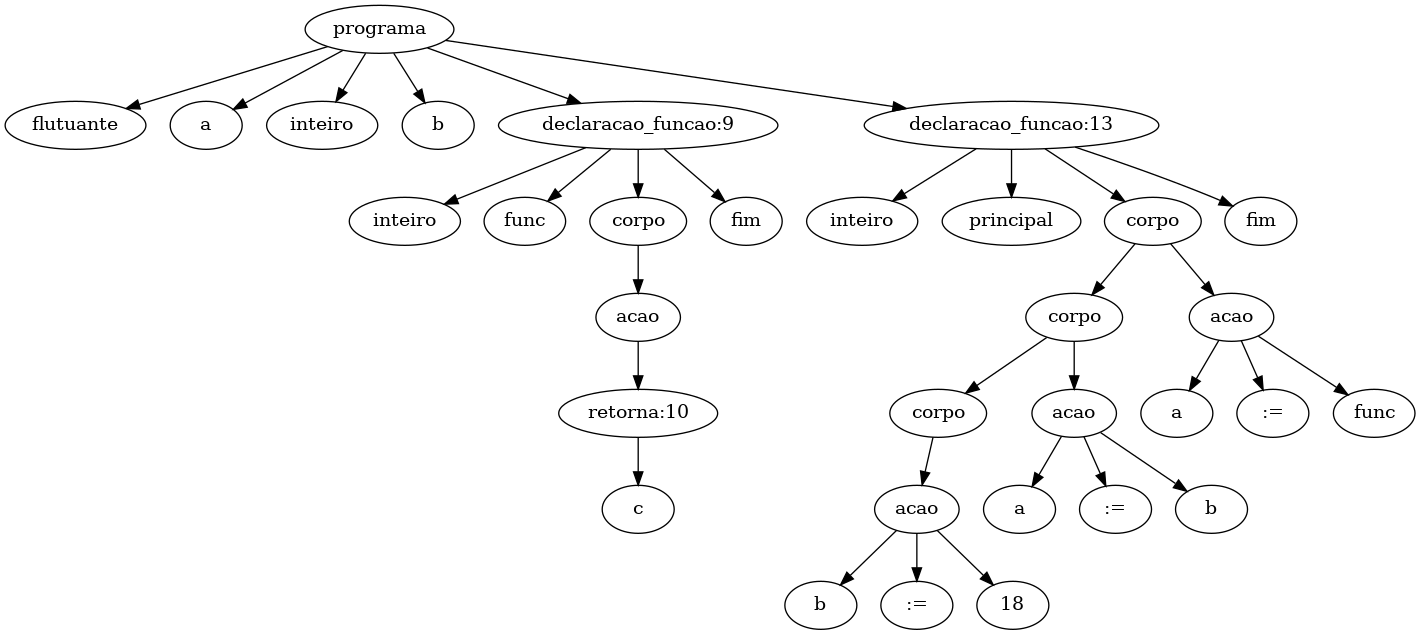 programa
flutuante a inteiro b declaracao_funcao:9 declaracao_funcao:13
inteiro func corpo fim inteiro principal corpo fim
acao corpo acao
retorna:10 corpo acao a := func
c acao a := b
b := 18